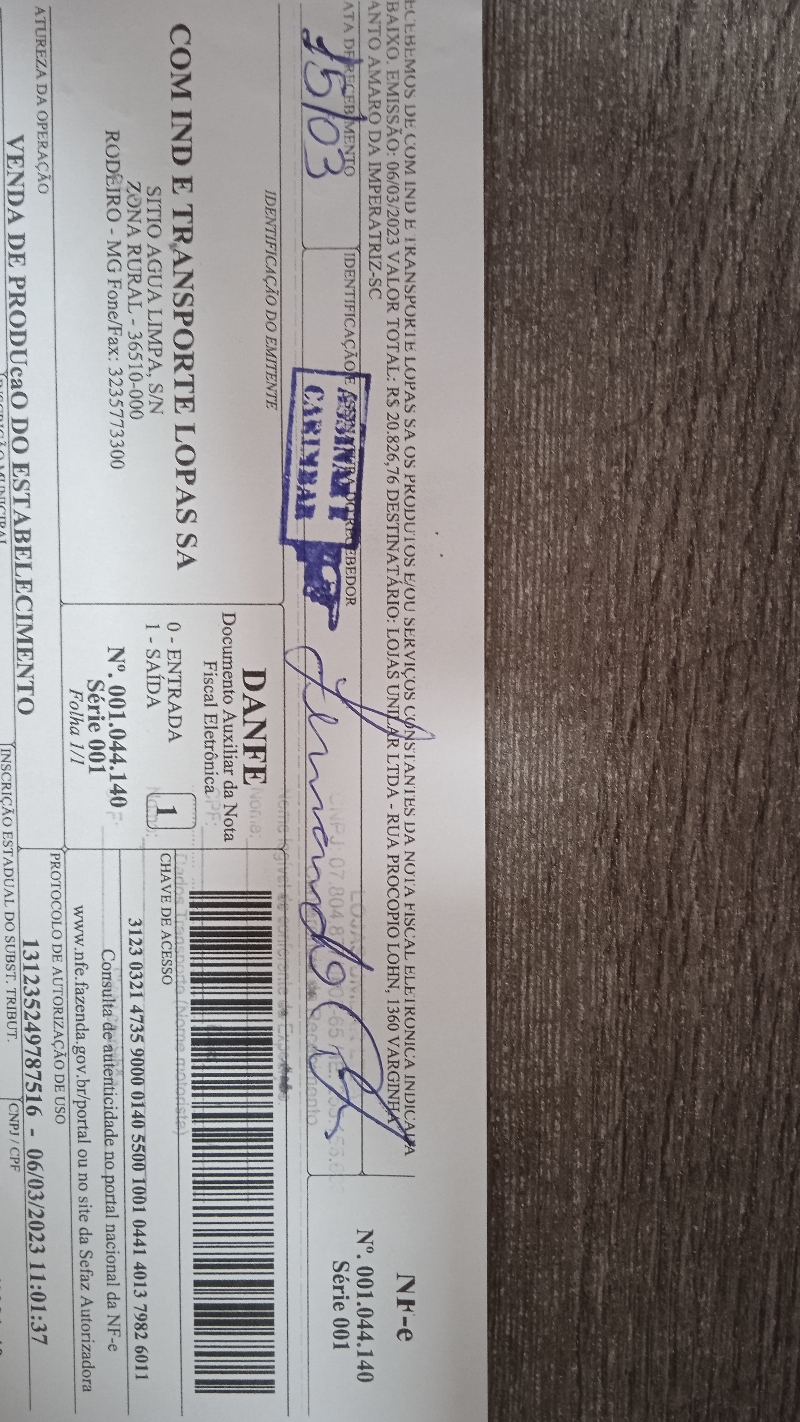 ECEBEMOS DE COM IND E TRANSPORTE LOPAS SA OS PRODUTOS E/OU SERVIÇOS CONSTANTES DA NOTA FISCAL ELETRONICA INDICADA
BAIXO. EMISSÃO: 06/03/2023 VALOR TOTAL: R$ 20.826,76 DESTINATÁRIO: LOJAS UNILAR LTDA - RUA PROCOPIO LOHN, 1360 VARGINHA
ANTO AMARO DA IMPERATRIZ-SC
NF-e
Nº. 001.044.140
Série 001
ATA DE RECEBIMENTO
15/03
IDENTIFICAÇÃO E ASSINATURA DO RECEBEDOR
ASSINAR E
CARIMBAR
IDENTIFICAÇÃO DO EMITENTE
COM IND E TRANSPORTE LOPAS SA
SITIO AGUA LIMPA, S/N
ZONA RURAL - 36510-000
RODEIRO - MG Fone/Fax: 3235773300
DANFE
Documento Auxiliar da Nota
Fiscal Eletrônica
0 - ENTRADA
1 - SAÍDA
1
Nº. 001.044.140
Série 001
Folha 1/1
CHAVE DE ACESSO
3123 0321 4735 9000 0140 5500 1001 0441 4013 7982 6011
Consulta de autenticidade no portal nacional da NF-e
www.nfe.fazenda.gov.br/portal ou no site da Sefaz Autorizadora
ATUREZA DA OPERAÇÃO
VENDA DE PRODUçaO DO ESTABELECIMENTO
PROTOCOLO DE AUTORIZAÇÃO DE USO
131235249787516 - 06/03/2023 11:01:37
INSCRIÇÃO MUNICIPAL
INSCRIÇÃO ESTADUAL DO SUBST. TRIBUT.
CNPJ / CPF